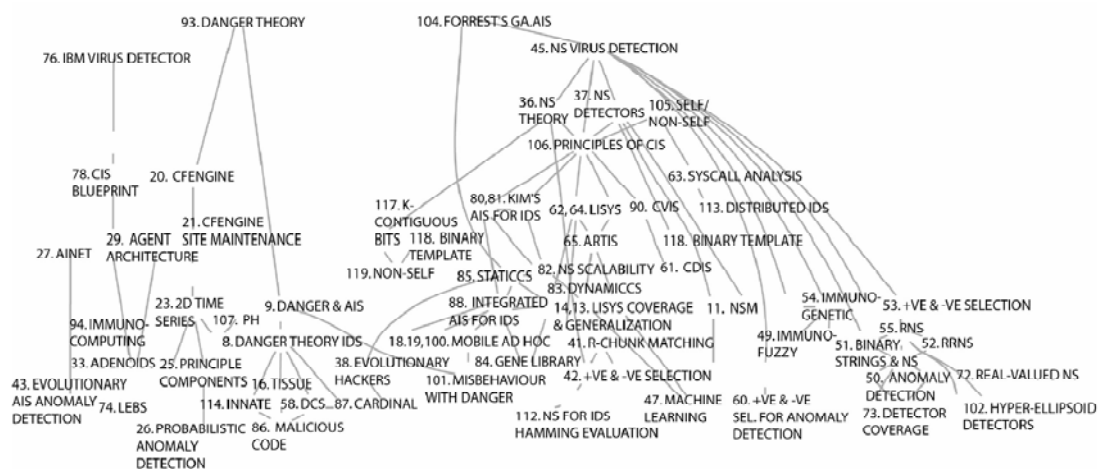 93. DANGER THEORY
104. FORREST'S GA.AIS
76. IBM VIRUS DETECTOR
45. NS VIRUS DETECTION
36. NS
THEORY
37. NS
DETECTORS
105. SELF/
NON-SELF
106. PRINCIPLES OF CIS
78. CIS
BLUEPRINT
20. CFENGINE
63. SYSCALL ANALYSIS
117. K-
CONTIGUOUS
BITS
80,81. KIM'S
AIS FOR IDS
62, 64. LISYS
90. CVIS
113. DISTRIBUTED IDS
21. CFENGINE
SITE MAINTENANCE
29. AGENT
ARCHITECTURE
27. AINET
118. BINARY
TEMPLATE
65. ARTIS
118. BINARY TEMPLATE
119. NON-SELF
85. STATICCS
82. NS SCALABILITY
61. CDIS
83. DYNAMICCS
23. 2D TIME
SERIES
107. PH
9. DANGER & AIS
88. INTEGRATED
AIS FOR IDS
14,13. LISYS COVERAGE
& GENERALIZATION
11. NSM
54. IMMUNO-
GENETIC
53. +VE & -VE SELECTION
94. IMMUNO-
COMPUTING
8. DANGER THEORY IDS
18.19,100. MOBILE AD HOC
41. R-CHUNK MATCHING
49. IMMUNO-
FUZZY
51. BINARY
STRINGS & NS
55. RNS
52. RRNS
33. ADENOIDS
25. PRINCIPLE
COMPONENTS
38. EVOLUTIONARY
HACKERS
84. GENE LIBRARY
43. EVOLUTIONARY
AIS ANOMALY
DETECTION
16. TISSUE
101. MISBEHAVIOUR
WITH DANGER
42. +VE & -VE SELECTION
50. ANOMALY
DETECTION
72. REAL-VALUED NS
74. LEBS
114. INNATE
58. DCS
87. CARDINAL
47. MACHINE
LEARNING
60. +VE & -VE
SEL. FOR ANOMALY
DETECTION
73. DETECTOR
COVERAGE
102. HYPER-ELLIPSOID
DETECTORS
26. PROBABILISTIC
ANOMALY
DETECTION
86. MALICIOUS
CODE
112. NS FOR IDS
HAMMING EVALUATION